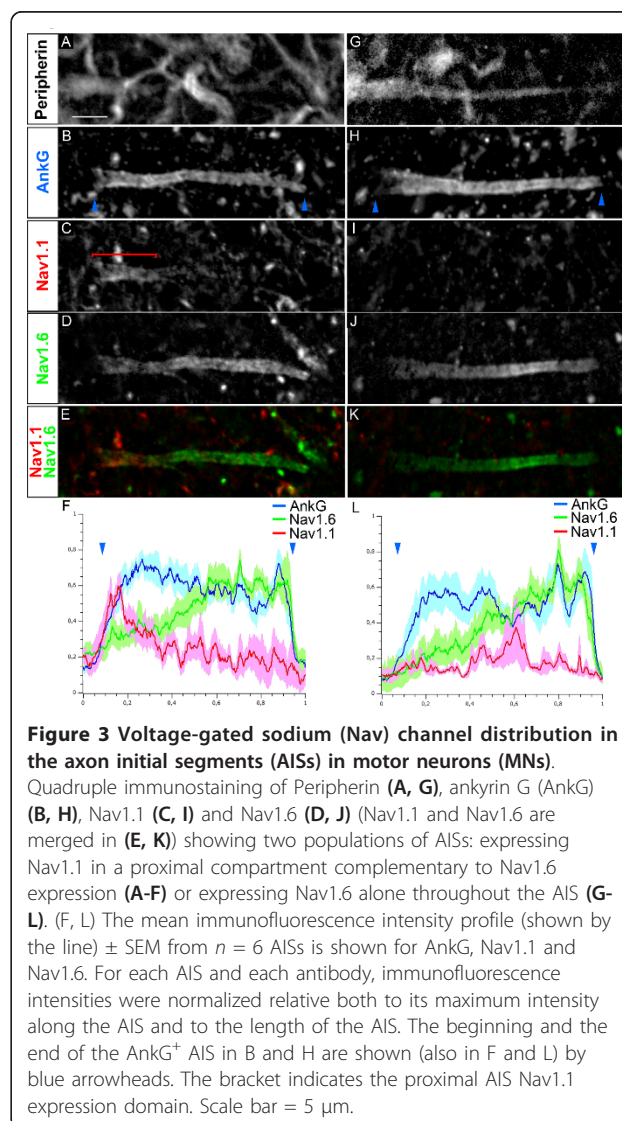 A
G
Peripherin
B
H
AnkG
C
I
Nav1.1
D
J
Nav1.6
E
K
Nav1.1
Nav1.6
F
AnkG
Nav1.6
Nav1.1
1
0,8
0,6
0,4
0,2
0
0
0,2
0,4
0,6
0,8
1
L
AnkG
Nav1.6
Nav1.1
1
0,8
0,6
0,4
0,2
0
0
0,2
0,4
0,6
0,8
1
Figure 3 Voltage-gated sodium (Nav) channel distribution in
the axon initial segments (AISs) in motor neurons (MNs).
Quadruple immunostaining of Peripherin (A, G), ankyrin G (AnkG)
(B, H), Nav1.1 (C, I) and Nav1.6 (D, J) (Nav1.1 and Nav1.6 are
merged in (E, K)) showing two populations of AISs: expressing
Nav1.1 in a proximal compartment complementary to Nav1.6
expression (A-F) or expressing Nav1.6 alone throughout the AIS (G-
L). (F, L) The mean immunofluorescence intensity profile (shown by
the line) ± SEM from n = 6 AISs is shown for AnkG, Nav1.1 and
Nav1.6. For each AIS and each antibody, immunofluorescence
intensities were normalized relative both to its maximum intensity
along the AIS and to the length of the AIS. The beginning and the
end of the AnkG+ AIS in B and H are shown (also in F and L) by
blue arrowheads. The bracket indicates the proximal AIS Nav1.1
expression domain. Scale bar = 5 μm.